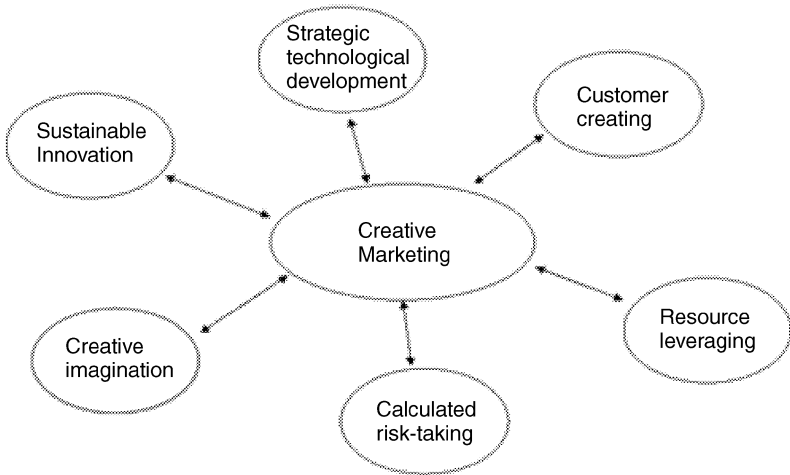 Strategic
technological
development
Customer
creating
Sustainable
Innovation
Creative
Marketing
Resource
leveraging
Creative
imagination
Calculated
risk-taking